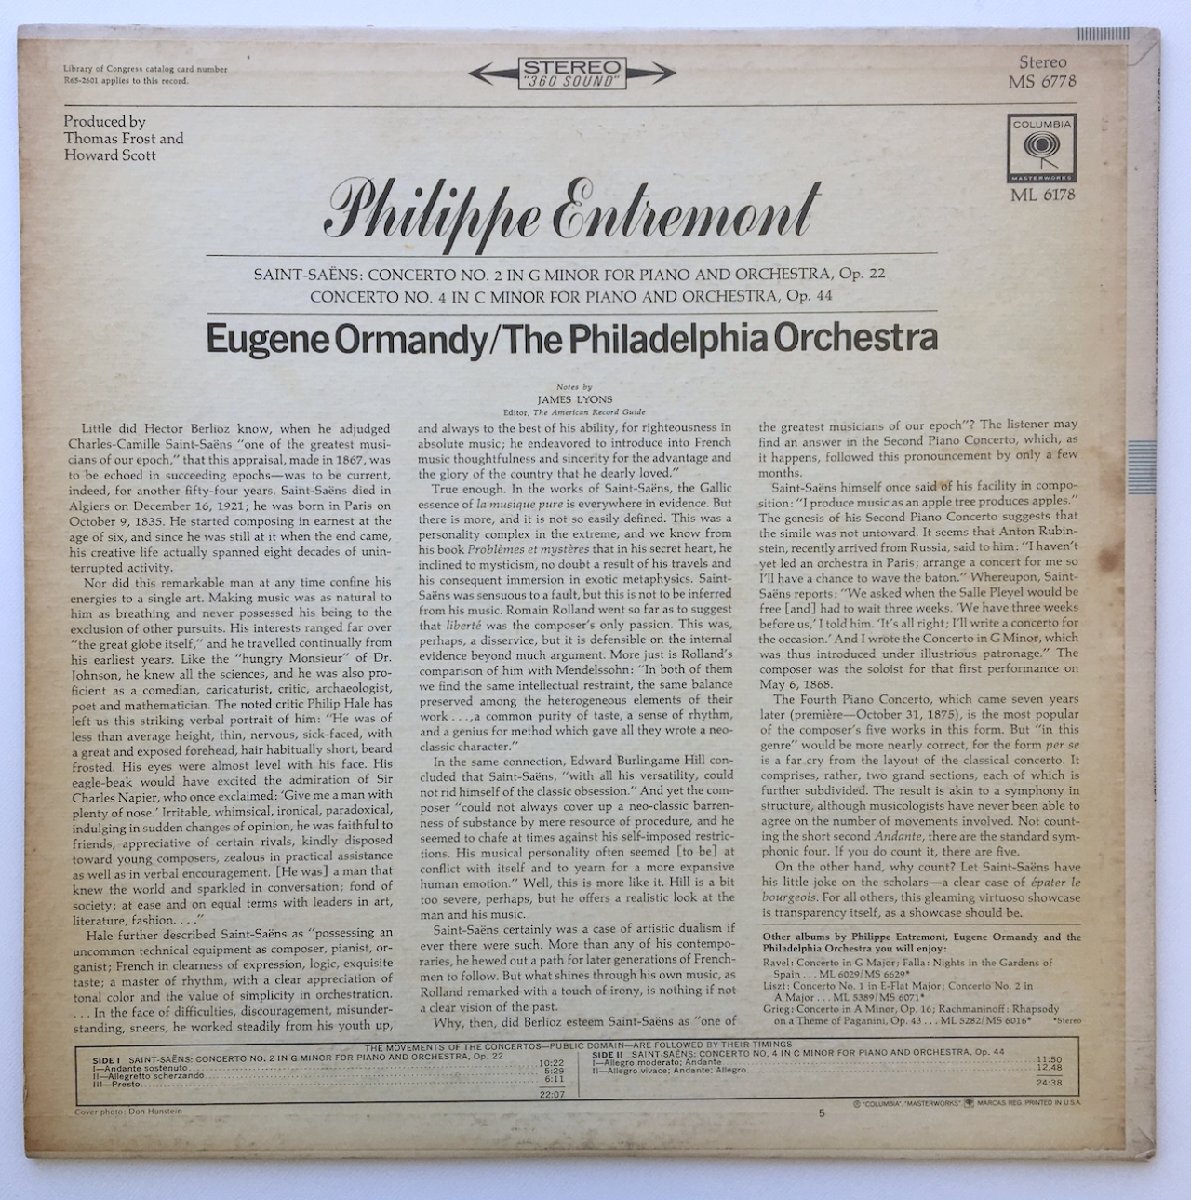 Library of Congress catalog card number
R65-2601 applies to this record.
STEREO
"360 SOUND"
Stereo
MS 6778
Produced by
Thomas Frost and
Howard Scott
COLUMBIA
MASTERWORKS
ML 6178
Philippe Entremont
SAINT-SAËNS: CONCERTO NO. 2 IN G MINOR FOR PIANO AND ORCHESTRA, Op. 22
CONCERTO NO. 4 IN C MINOR FOR PIANO AND ORCHESTRA, Op. 44
Eugene Ormandy/The Philadelphia Orchestra
Notes by
JAMES LYONS
Editor, The American Record Guide
Little did Hector Berlioz know, when he adjudged
Charles-Camille Saint-Saëns "one of the greatest musi-
cians of our epoch," that this appraisal, made in 1867, was
to be echoed in succeeding epochs—was to be current,
indeed, for another fifty-four years. Saint-Saëns died in
Algiers on December 16, 1921; he was born in Paris on
October 9, 1835. He started composing in earnest at the
age of six, and since he was still at it when the end came,
his creative life actually spanned eight decades of unin-
terrupted activity.
Nor did this remarkable man at any time confine his
energies to a single art. Making music was as natural to
him as breathing and never possessed his being to the
exclusion of other pursuits. His interests ranged far over
"the great globe itself," and he travelled continually from
his earliest years. Like the "hungry Monsieur" of Dr.
Johnson, he knew all the sciences, and he was also pro-
ficient as a comedian, caricaturist, critic, archaeologist,
poet and mathematician. The noted critic Philip Hale has
left us this striking verbal portrait of him: "He was of
less than average height, thin, nervous, sick-faced, with
a great and exposed forehead, hair habitually short, beard
frosted. His eyes were almost level with his face. His
eagle-beak would have excited the admiration of Sir
Charles Napier, who once exclaimed: 'Give me a man with
plenty of nose.' Irritable, whimsical, ironical, paradoxical,
indulging in sudden changes of opinion, he was faithful to
friends, appreciative of certain rivals, kindly disposed
toward young composers, zealous in practical assistance
as well as in verbal encouragement. [He was] a man that
knew the world and sparkled in conversation; fond of
society; at ease and on equal terms with leaders in art,
literature, fashion. . . ."
Hale further described Saint-Saëns as "possessing an
uncommon technical equipment as composer, pianist, or-
ganist; French in clearness of expression, logic, exquisite
taste; a master of rhythm, with a clear appreciation of
tonal color and the value of simplicity in orchestration.
. . . In the face of difficulties, discouragement, misunder-
standing, sneers, he worked steadily from his youth up,
and always to the best of his ability, for righteousness in
absolute music; he endeavored to introduce into French
music thoughtfulness and sincerity for the advantage and
the glory of the country that he dearly loved."
True enough. In the works of Saint-Saëns, the Gallic
essence of la musique pure is everywhere in evidence. But
there is more, and it is not so easily defined. This was a
personality complex in the extreme, and we know from
his book Problèmes et mystères that in his secret heart, he
inclined to mysticism, no doubt a result of his travels and
his consequent immersion in exotic metaphysics. Saint-
Saëns was sensuous to a fault, but this is not to be inferred
from his music. Romain Rolland went so far as to suggest
that liberté was the composer's only passion. This was,
perhaps, a disservice, but it is defensible on the internal
evidence beyond much argument. More just is Rolland's
comparison of him with Mendelssohn: "In both of them
we find the same intellectual restraint, the same balance
preserved among the heterogeneous elements of their
work . . . ,a common purity of taste, a sense of rhythm,
and a genius for method which gave all they wrote a neo-
classic character."
In the same connection, Edward Burlingame Hill con-
cluded that Saint-Saëns, "with all his versatility, could
not rid himself of the classic obsession." And yet the com-
poser "could not always cover up a neo-classic barren-
ness of substance by mere resource of procedure, and he
seemed to chafe at times against his self-imposed restric-
tions. His musical personality often seemed [to be] at
conflict with itself and to yearn for a more expansive
human emotion." Well, this is more like it. Hill is a bit
too severe, perhaps, but he offers a realistic look at the
man and his music.
Saint-Saëns certainly was a case of artistic dualism if
ever there were such. More than any of his contempo-
raries, he hewed out a path for later generations of French-
men to follow. But what shines through his own music, as
Rolland remarked with a touch of irony, is nothing if not
a clear vision of the past.
Why, then, did Berlioz esteem Saint-Saëns as "one of
the greatest musicians of our epoch"? The listener may
find an answer in the Second Piano Concerto, which, as
it happens, followed this pronouncement by only a few
months.
Saint-Saëns himself once said of his facility in compo-
sition: "I produce music as an apple tree produces apples."
The genesis of his Second Piano Concerto suggests that
the simile was not untoward. It seems that Anton Rubin-
stein, recently arrived from Russia, said to him: "I haven't
yet led an orchestra in Paris; arrange a concert for me so
I'll have a chance to wave the baton." Whereupon, Saint-
Saëns reports: "We asked when the Salle Pleyel would be
free [and] had to wait three weeks. 'We have three weeks
before us,' I told him. 'It's all right; I'll write a concerto for
the occasion.' And I wrote the Concerto in G Minor, which
was thus introduced under illustrious patronage." The
composer was the soloist for that first performance on
May 6, 1868.
The Fourth Piano Concerto, which came seven years
later (première—October 31, 1875), is the most popular
of the composer's five works in this form. But "in this
genre" would be more nearly correct, for the form per se
is a far cry from the layout of the classical concerto. It
comprises, rather, two grand sections, each of which is
further subdivided. The result is akin to a symphony in
structure, although musicologists have never been able to
agree on the number of movements involved. Not count-
ing the short second Andante, there are the standard sym-
phonic four. If you do count it, there are five.
On the other hand, why count? Let Saint-Saëns have
his little joke on the scholars—a clear case of épater le
bourgeois. For all others, this gleaming virtuoso showcase
is transparency itself, as a showcase should be.
Other albums by Philippe Entremont, Eugene Ormandy and the
Philadelphia Orchestra you will enjoy:
Ravel: Concerto in G Major; Falla: Nights in the Gardens of
Spain . . . ML 6029/MS 6629*
Liszt: Concerto No. 1 in E-Flat Major; Concerto No. 2 in
A Major . . . ML 5389/MS 6071*
Grieg: Concerto in A Minor, Op. 16; Rachmaninoff: Rhapsody
on a Theme of Paganini, Op. 43 . . . ML 5282/MS 6016* *Stereo
THE MOVEMENTS OF THE CONCERTOS—PUBLIC DOMAIN—ARE FOLLOWED BY THEIR TIMINGS
SIDE I SAINT-SAËNS: CONCERTO NO. 2 IN G MINOR FOR PIANO AND ORCHESTRA, Op. 22
I—Andante sostenuto 10:22
II—Allegretto scherzando 5:29
III—Presto 6:11
22:07
SIDE II SAINT-SAËNS: CONCERTO NO. 4 IN C MINOR FOR PIANO AND ORCHESTRA, Op. 44
I—Allegro moderato; Andante 11:50
II—Allegro vivace; Andante; Allegro 12:48
24:38
Cover photo: Don Hunstein
℗ "COLUMBIA", "MASTERWORKS", MARCAS REG. PRINTED IN U.S.A.
5